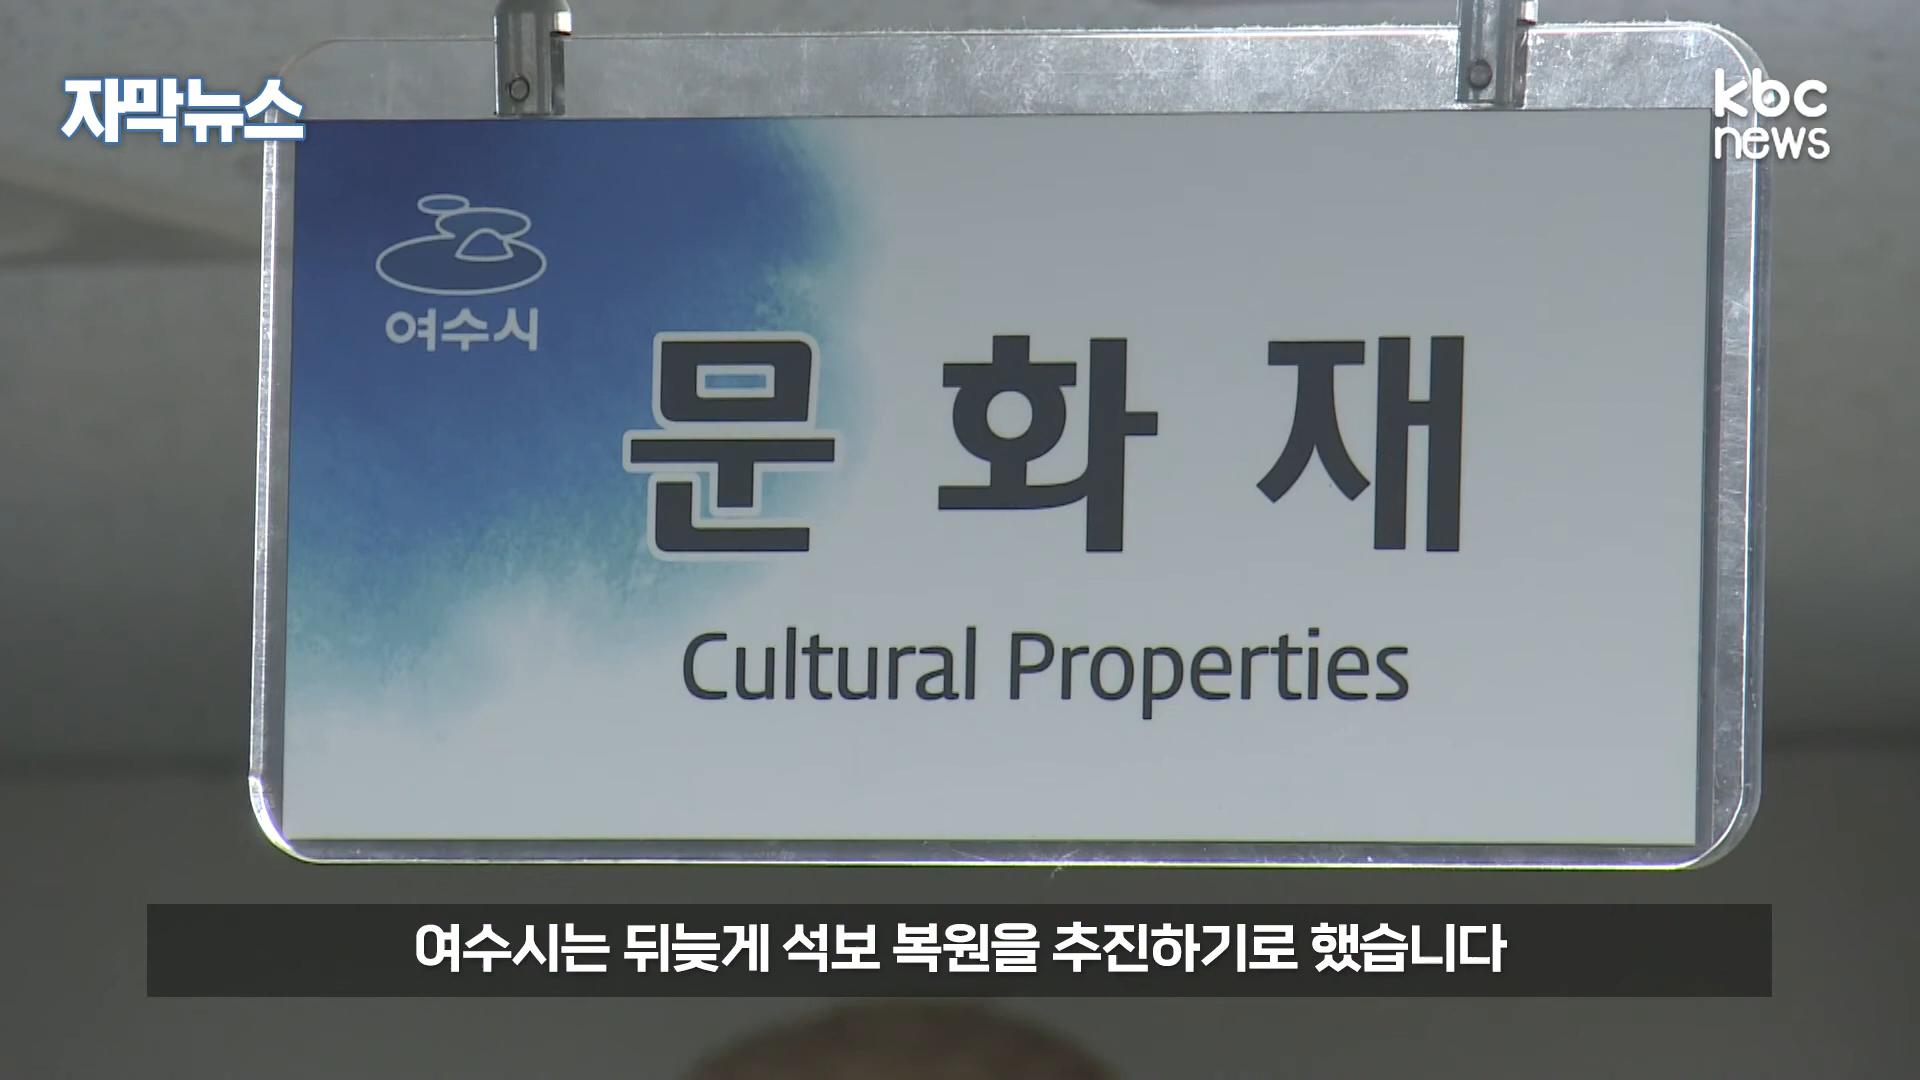 자막뉴스
kbc
news
여수시
문화재
Cultural Properties
여수시는 뒤늦게 석보 복원을 추진하기로 했습니다